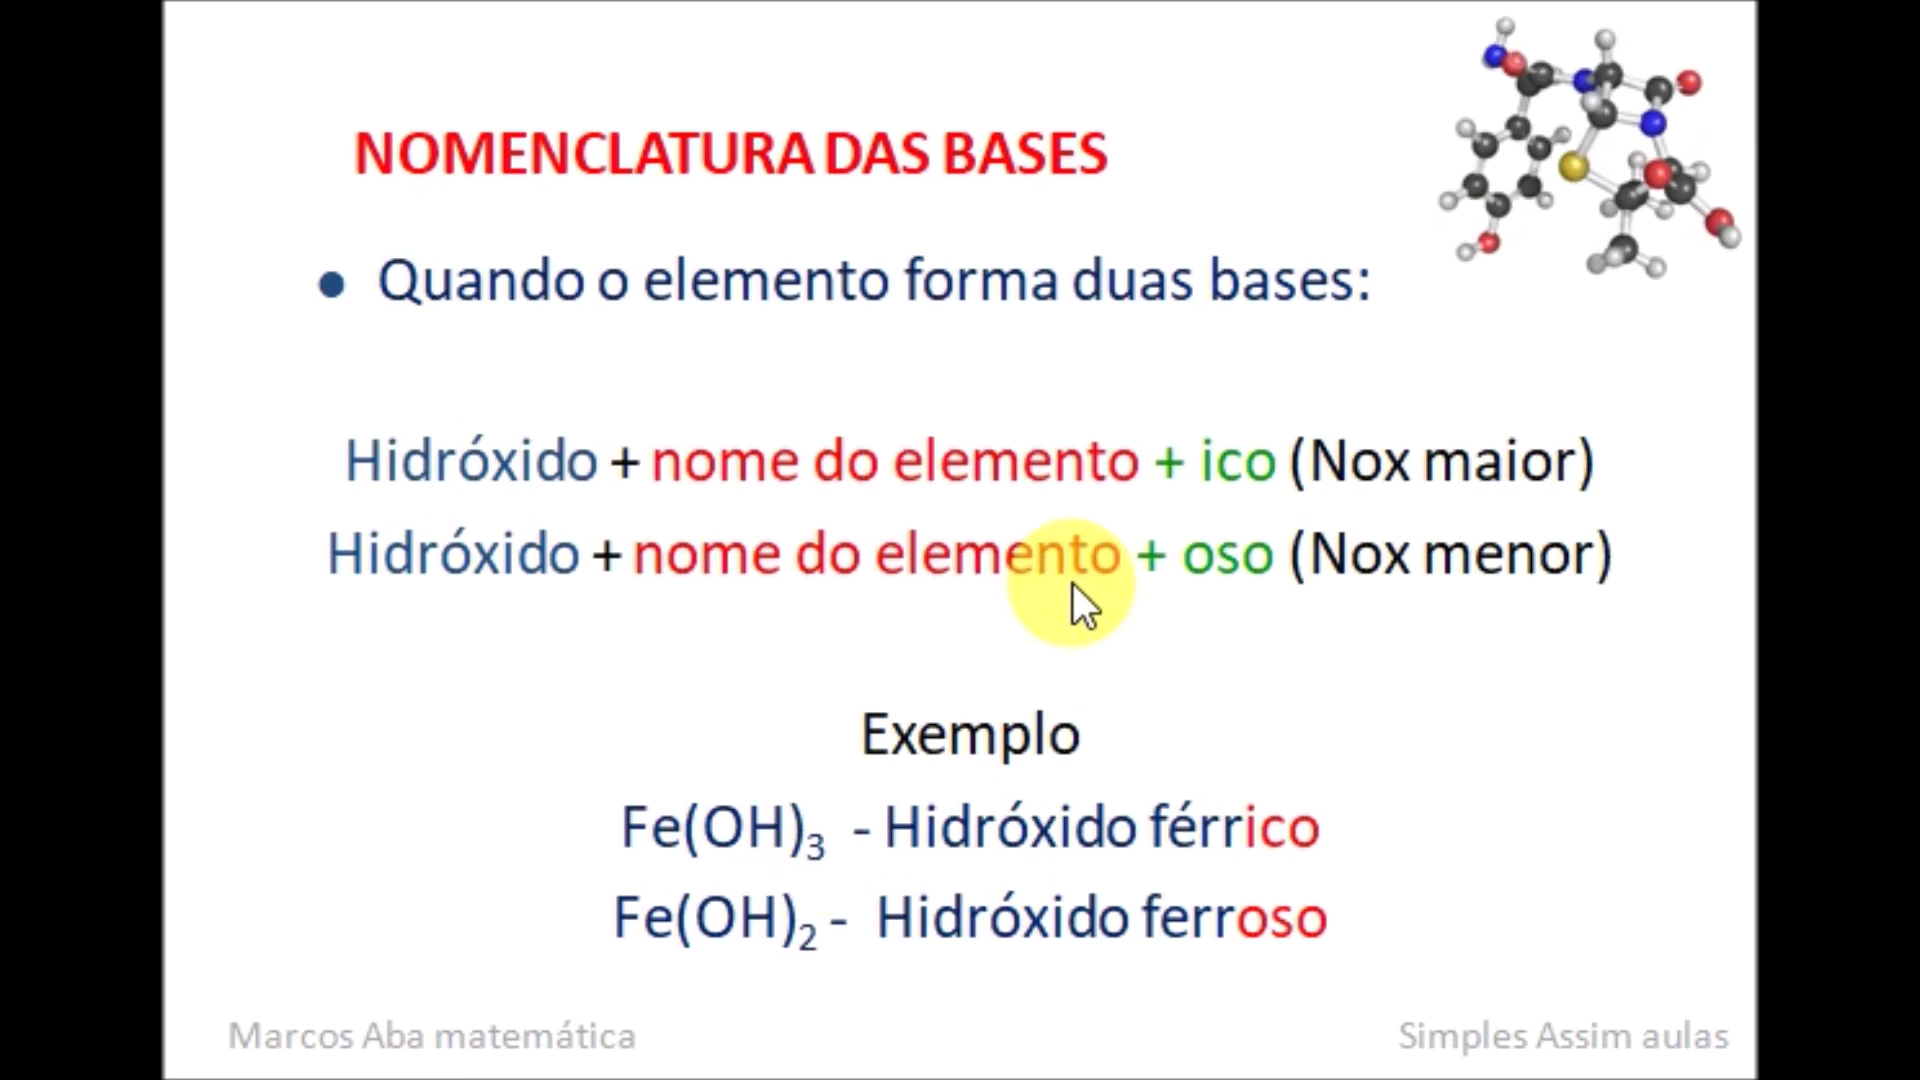 NOMENCLATURA DAS BASES
• Quando o elemento forma duas bases:
Hidróxido + nome do elemento + ico (Nox maior)
Hidróxido + nome do elemento + oso (Nox menor)
Exemplo
Fe(OH)₃ - Hidróxido férrico
Fe(OH)₂ - Hidróxido ferroso
Marcos Aba matemática
Simples Assim aulas